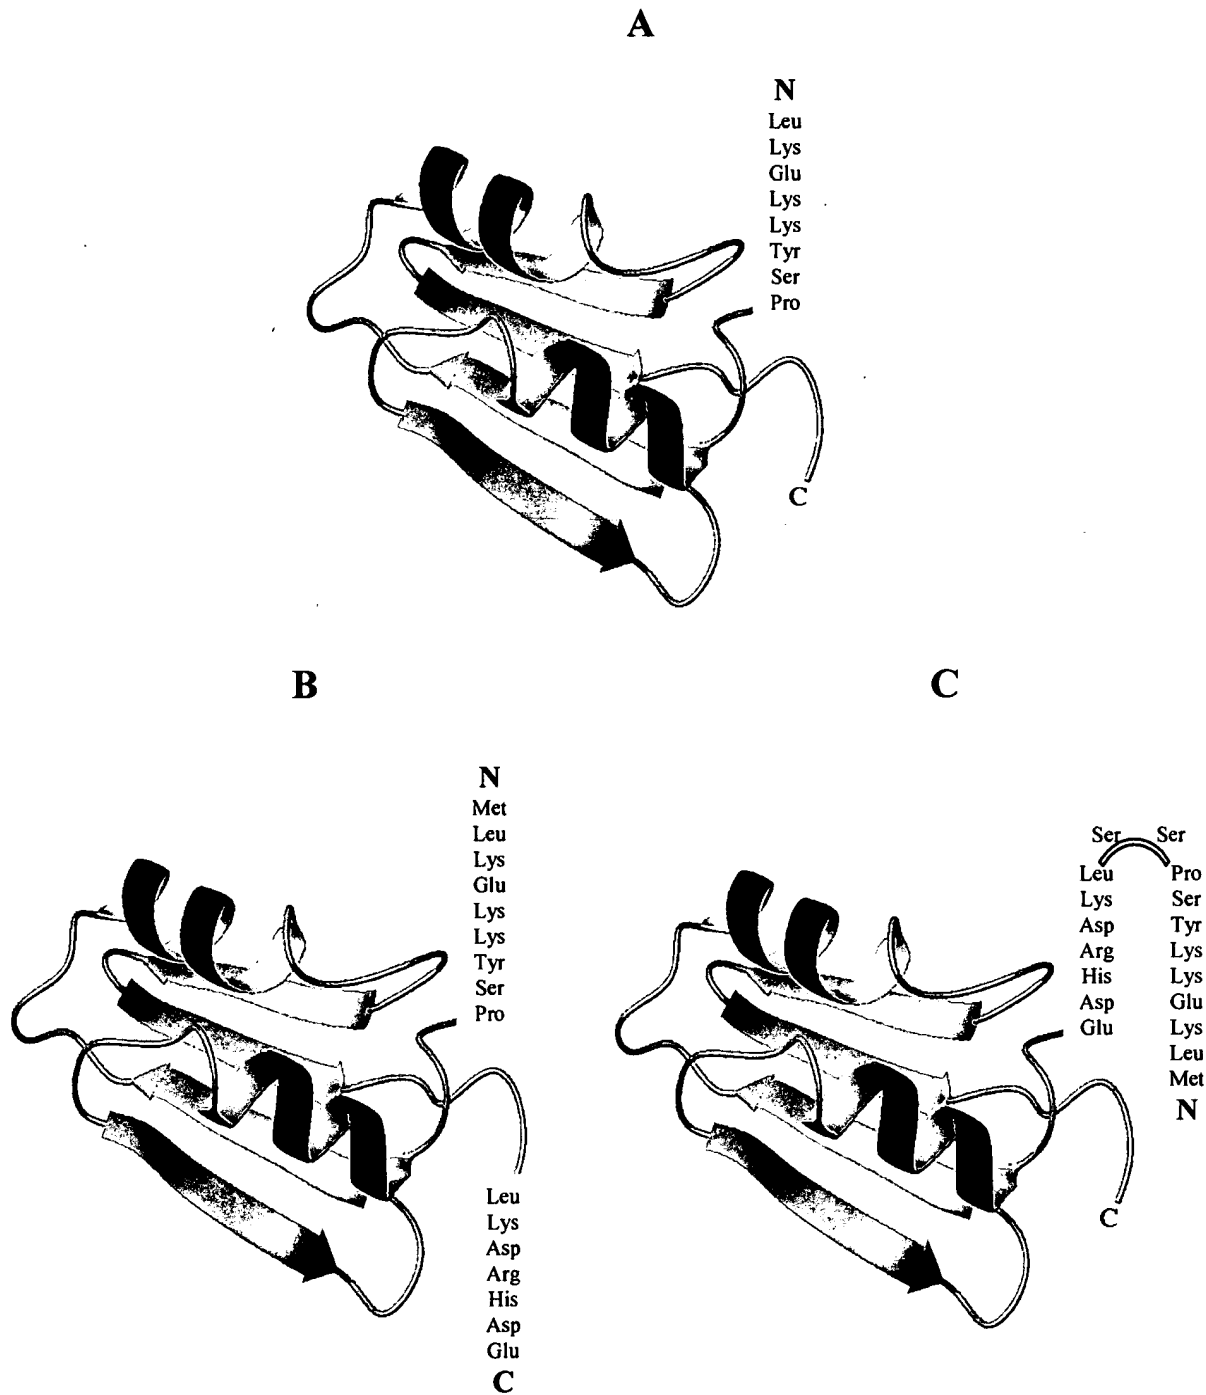 A
N
Leu
Lys
Glu
Lys
Lys
Tyr
Ser
Pro
C
B
N
Met
Leu
Lys
Glu
Lys
Lys
Tyr
Ser
Pro
Leu
Lys
Asp
Arg
His
Asp
Glu
C
C
Ser Ser
Leu Pro
Lys Ser
Asp Tyr
Arg Lys
His Lys
Asp Glu
Glu Lys
Leu
Met
N
C